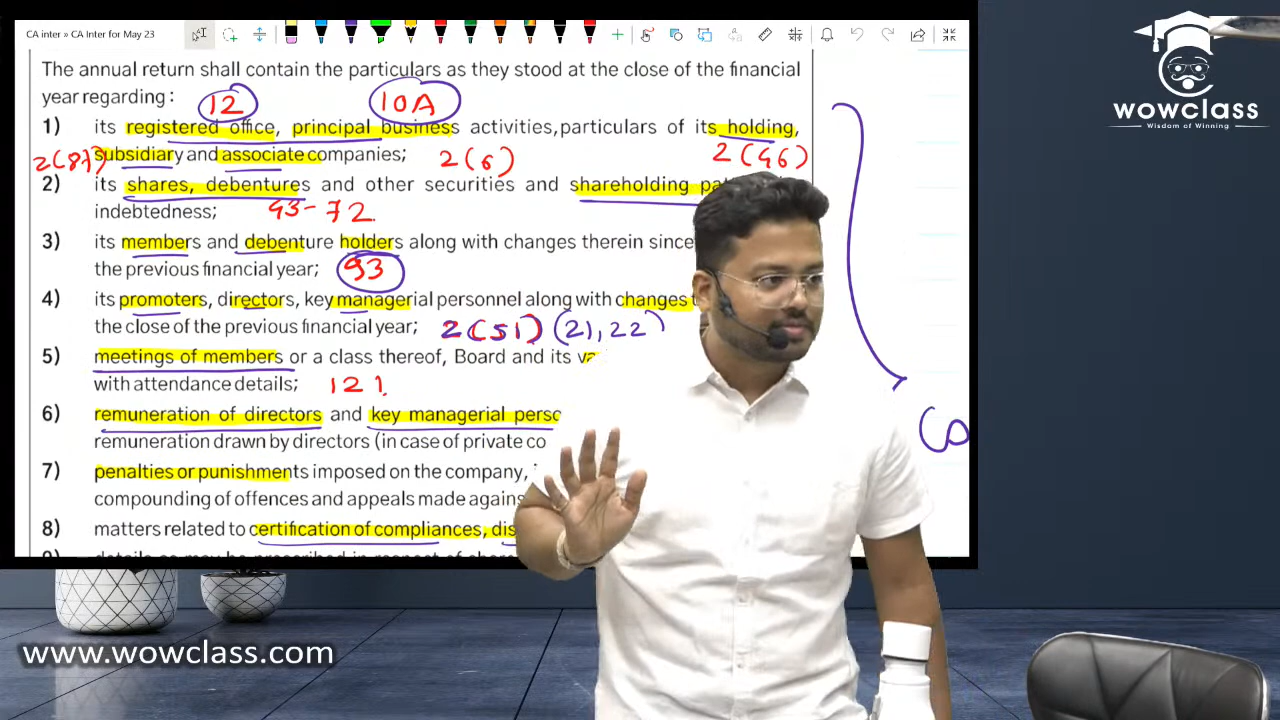 CA inter » CA Inter for May 23
The annual return shall contain the particulars as they stood at the close of the financial
year regarding:
12
10A
1) its registered office, principal business activities, particulars of its holding,
2(87) subsidiary and associate companies; 2(6) 2(46)
2) its shares, debentures and other securities and shareholding
indebtedness; 43-72
3) its members and debenture holders along with changes therein since
the previous financial year; 93
4) its promoters, directors, key managerial personnel along with changes
the close of the previous financial year; 2(51) (21,22)
5) meetings of members or a class thereof, Board and its
with attendance details; 121
6) remuneration of directors and key managerial
remuneration drawn by directors (in case of private co
7) penalties or punishments imposed on the company,
compounding of offences and appeals made
8) matters related to certification of compliances,
Co
wowclass
Wisdom of Winning
www.wowclass.com